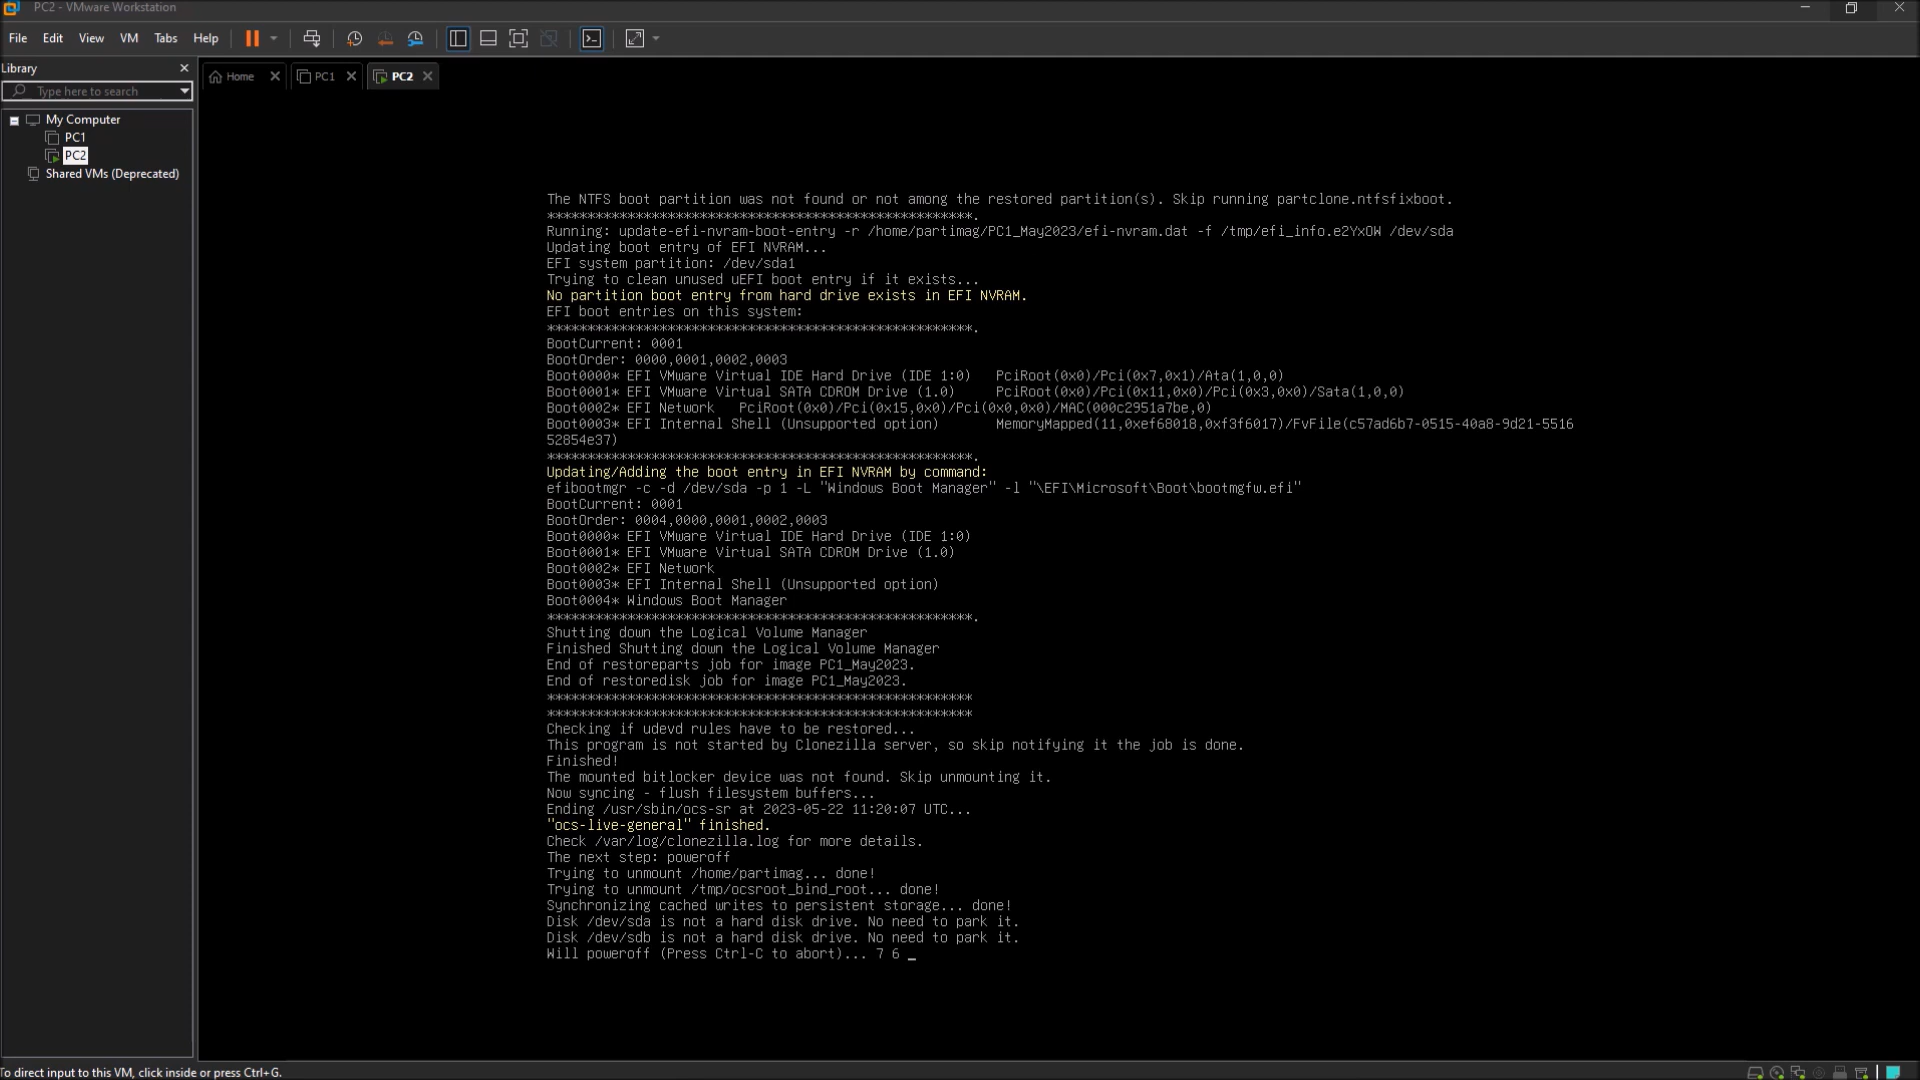 PC2 - VMware Workstation
File Edit View VM Tabs Help
Library
Home PC1 PC2
Type here to search
My Computer
PC1
PC2
Shared VMs (Deprecated)
The NTFS boot partition was not found or not among the restored partition(s). Skip running partclone.ntfsfixboot.
*****************************************************.
Running: update-efi-nvram-boot-entry -r /home/partimag/PC1_May2023/efi-nvram.dat -f /tmp/efi_info.e2YxOW /dev/sda
Updating boot entry of EFI NVRAM...
EFI system partition: /dev/sda1
Trying to clean unused uEFI boot entry if it exists...
No partition boot entry from hard drive exists in EFI NVRAM.
EFI boot entries on this system:
*****************************************************.
BootCurrent: 0001
BootOrder: 0000,0001,0002,0003
Boot0000* EFI VMware Virtual IDE Hard Drive (IDE 1:0)   PciRoot(0x0)/Pci(0x7,0x1)/Ata(1,0,0)
Boot0001* EFI VMware Virtual SATA CDROM Drive (1.0)     PciRoot(0x0)/Pci(0x11,0x0)/Pci(0x3,0x0)/Sata(1,0,0)
Boot0002* EFI Network   PciRoot(0x0)/Pci(0x15,0x0)/Pci(0x0,0x0)/MAC(000c2951a7be,0)
Boot0003* EFI Internal Shell (Unsupported option)       MemoryMapped(11,0xef68018,0xf3f6017)/FvFile(c57ad6b7-0515-40a8-9d21-5516
52854e37)
*****************************************************.
Updating/Adding the boot entry in EFI NVRAM by command:
efibootmgr -c -d /dev/sda -p 1 -L "Windows Boot Manager" -l "\EFI\Microsoft\Boot\bootmgfw.efi"
BootCurrent: 0001
BootOrder: 0004,0000,0001,0002,0003
Boot0000* EFI VMware Virtual IDE Hard Drive (IDE 1:0)
Boot0001* EFI VMware Virtual SATA CDROM Drive (1.0)
Boot0002* EFI Network
Boot0003* EFI Internal Shell (Unsupported option)
Boot0004* Windows Boot Manager
*****************************************************.
Shutting down the Logical Volume Manager
Finished Shutting down the Logical Volume Manager
End of restoreparts job for image PC1_May2023.
End of restoredisk job for image PC1_May2023.
*****************************************************
*****************************************************
Checking if udevd rules have to be restored...
This program is not started by Clonezilla server, so skip notifying it the job is done.
Finished!
The mounted bitlocker device was not found. Skip unmounting it.
Now syncing - flush filesystem buffers...
Ending /usr/sbin/ocs-sr at 2023-05-22 11:20:07 UTC...
"ocs-live-general" finished.
Check /var/log/clonezilla.log for more details.
The next step: poweroff
Trying to unmount /home/partimag... done!
Trying to unmount /tmp/ocsroot_bind_root... done!
Synchronizing cached writes to persistent storage... done!
Disk /dev/sda is not a hard disk drive. No need to park it.
Disk /dev/sdb is not a hard disk drive. No need to park it.
Will poweroff (Press Ctrl-C to abort)... 7 6 _
To direct input to this VM, click inside or press Ctrl+G.